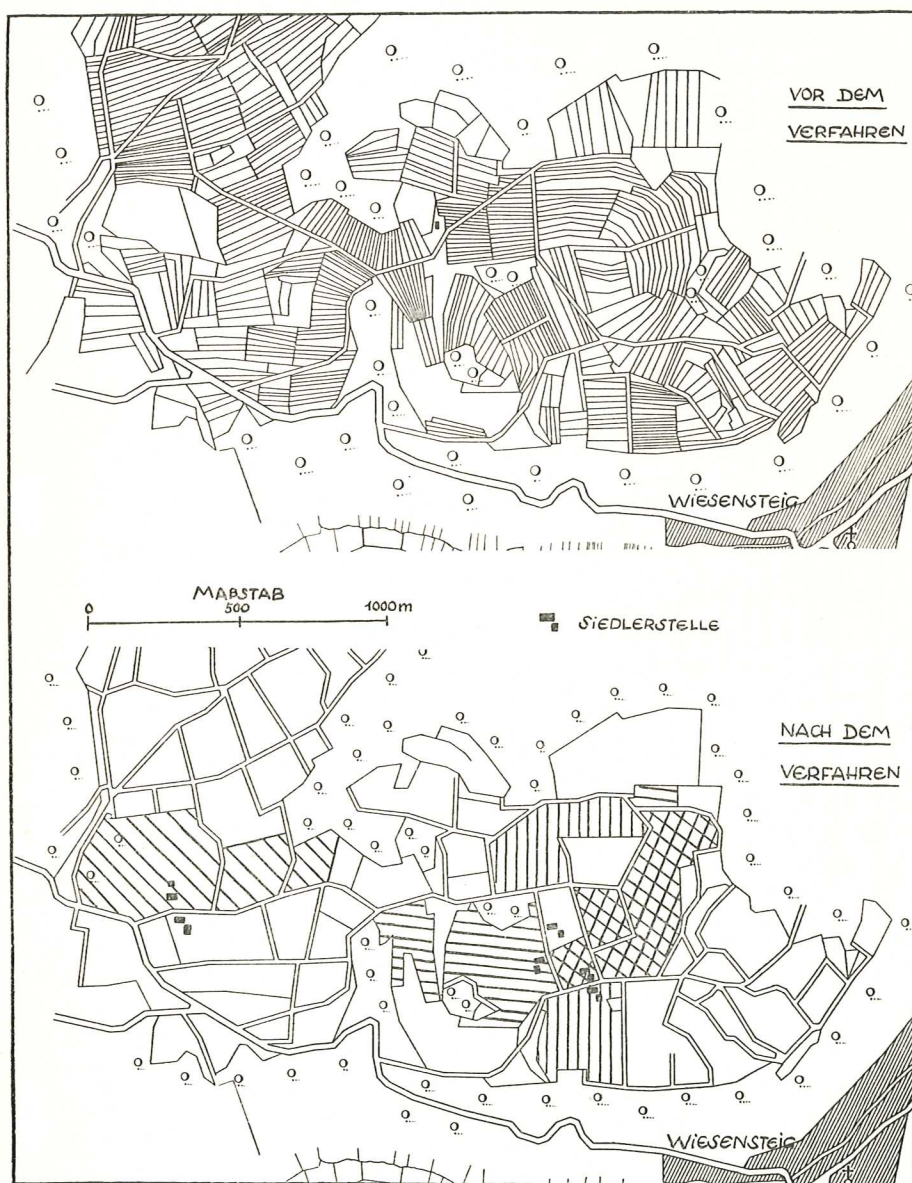 VOR DEM
VERFAHREN
WIESENSTEIG
MAßSTAB
0 500 1000m
SIEDLERSTELLE
NACH DEM
VERFAHREN
WIESENSTEIG